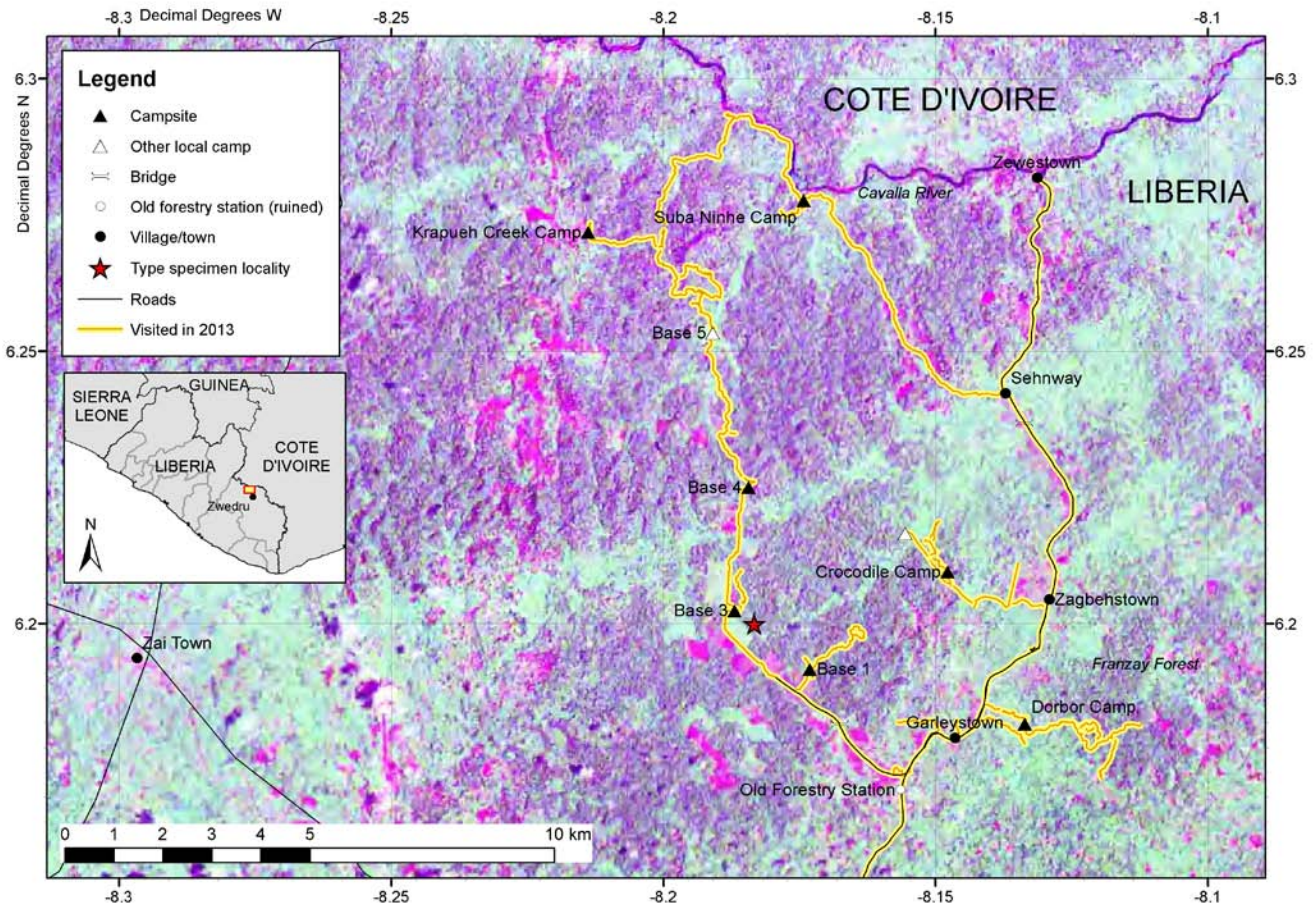 Decimal Degrees W
-8.3
-8.25
-8.2
-8.15
-8.1
Decimal Degrees N
6.3
6.25
6.2
6.3
6.25
6.2
Legend
Campsite
Other local camp
Bridge
Old forestry station (ruined)
Village/town
Type specimen locality
Roads
Visited in 2013
GUINEA
SIERRA
LEONE
LIBERIA
COTE
D'IVOIRE
Zwedru
N
COTE D'IVOIRE
Zewestown
LIBERIA
Cavalla River
Suba Ninhe Camp
Krapueh Creek Camp
Base 5
Sehnway
Base 4
Crocodile Camp
Zagbehstown
Base 3
Zai Town
Base 1
Franzay Forest
Dorbor Camp
Garleystown
Old Forestry Station
0 1 2 3 4 5 10 km
-8.3
-8.25
-8.2
-8.15
-8.1